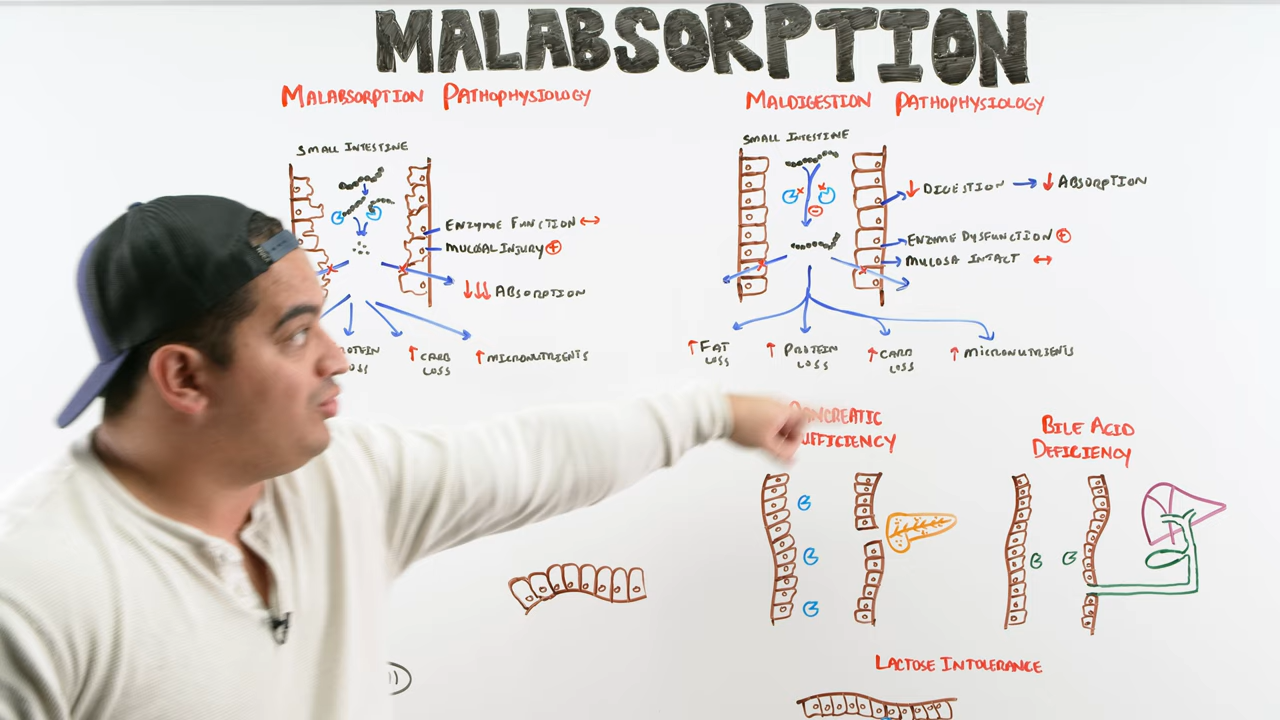 MALABSORPTION
MALABSORPTION PATHOPHYSIOLOGY
SMALL INTESTINE
ENZYME FUNCTION ↔
MUCOSAL INJURY +
↓↓↓ ABSORPTION
↑ CARB
LOSS
↑ MICRONUTRIENTS
MALDIGESTION PATHOPHYSIOLOGY
SMALL INTESTINE
↓ DIGESTION → ↓ ABSORPTION
ENZYME DYSFUNCTION +
MUCOSA INTACT ↔
↑ FAT
LOSS
↑ PROTEIN
LOSS
↑ CARB
LOSS
↑ MICRONUTRIENTS
BILE ACID
DEFICIENCY
LACTOSE INTOLERANCE